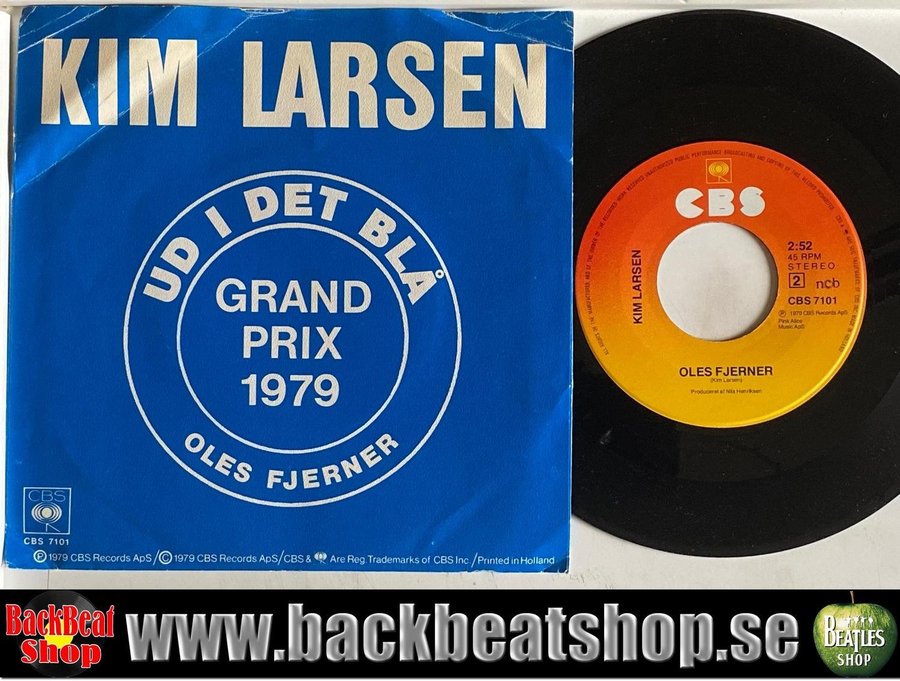 KIM LARSEN
UD I DET BLÅ
GRAND
PRIX
1979
OLES FJERNER
CBS
CBS 7101
Ⓟ 1979 CBS Records ApS/Ⓒ 1979 CBS Records ApS/CBS & Are Reg. Trademarks of CBS Inc./Printed in Holland
CBS
KIM LARSEN
2:52
45 RPM
STEREO
2 ncb
CBS 7101
Ⓟ 1979 CBS Records ApS
Pink Alice
Music ApS
OLES FJERNER
(Kim Larsen)
Produceret af Nils Henriksen
BackBeat
Shop
www.backbeatshop.se
BEATLES
SHOP